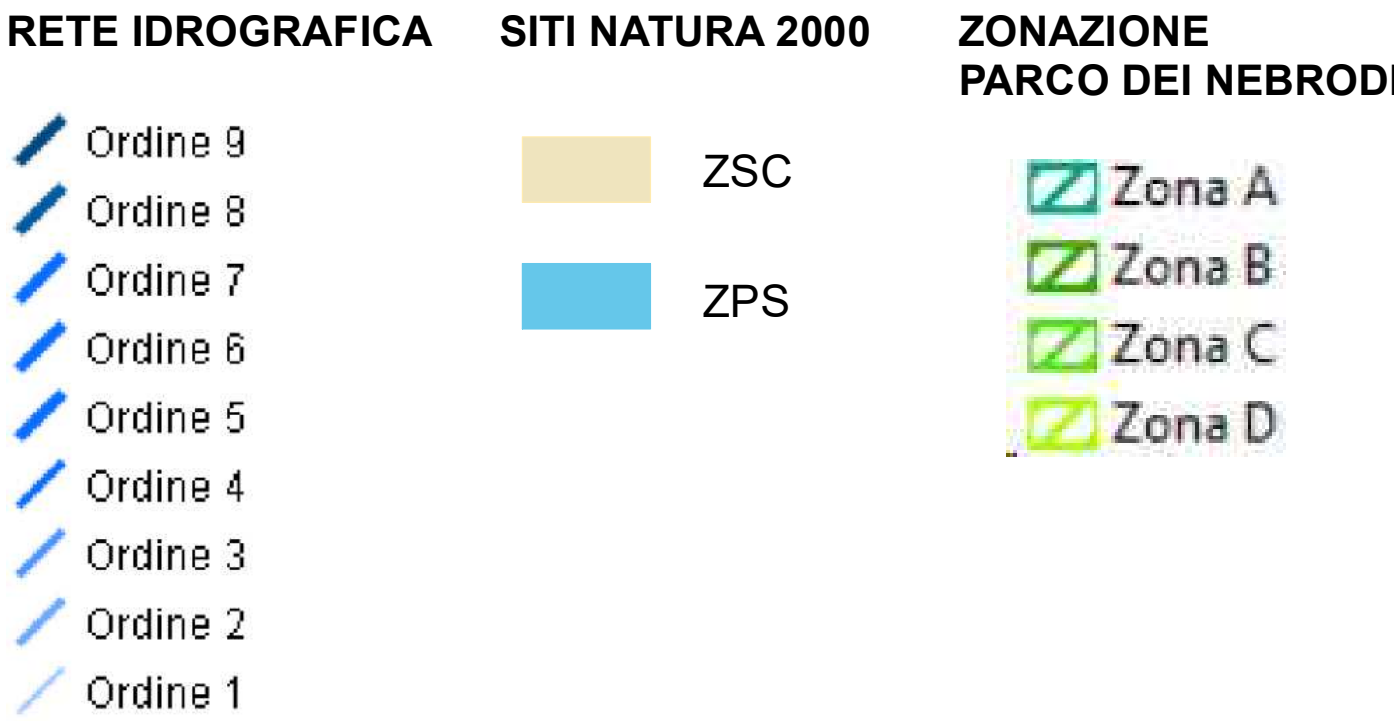 RETE IDROGRAFICA
Ordine 9
Ordine 8
Ordine 7
Ordine 6
Ordine 5
Ordine 4
Ordine 3
Ordine 2
Ordine 1
SITI NATURA 2000
ZSC
ZPS
ZONAZIONE
PARCO DEI NEBRODI
Zona A
Zona B
Zona C
Zona D